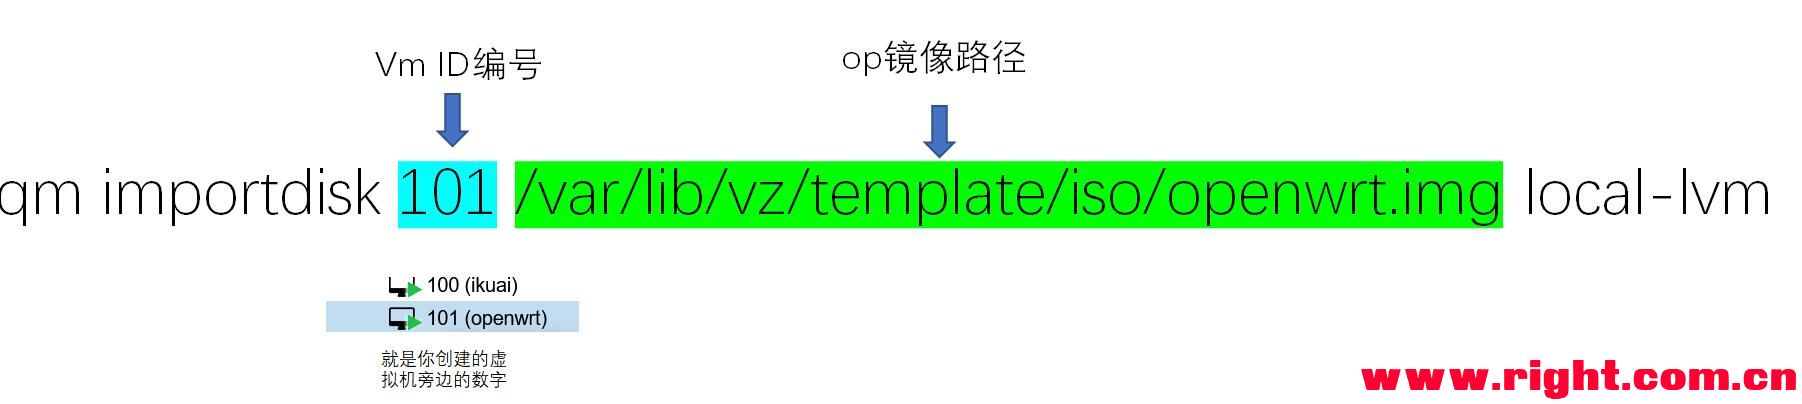 Vm ID编号
op镜像路径
qm importdisk 101 /var/lib/vz/template/iso/openwrt.img local-lvm
100 (ikuai)
101 (openwrt)
就是你创建的虚
拟机旁边的数字
www.right.com.cn